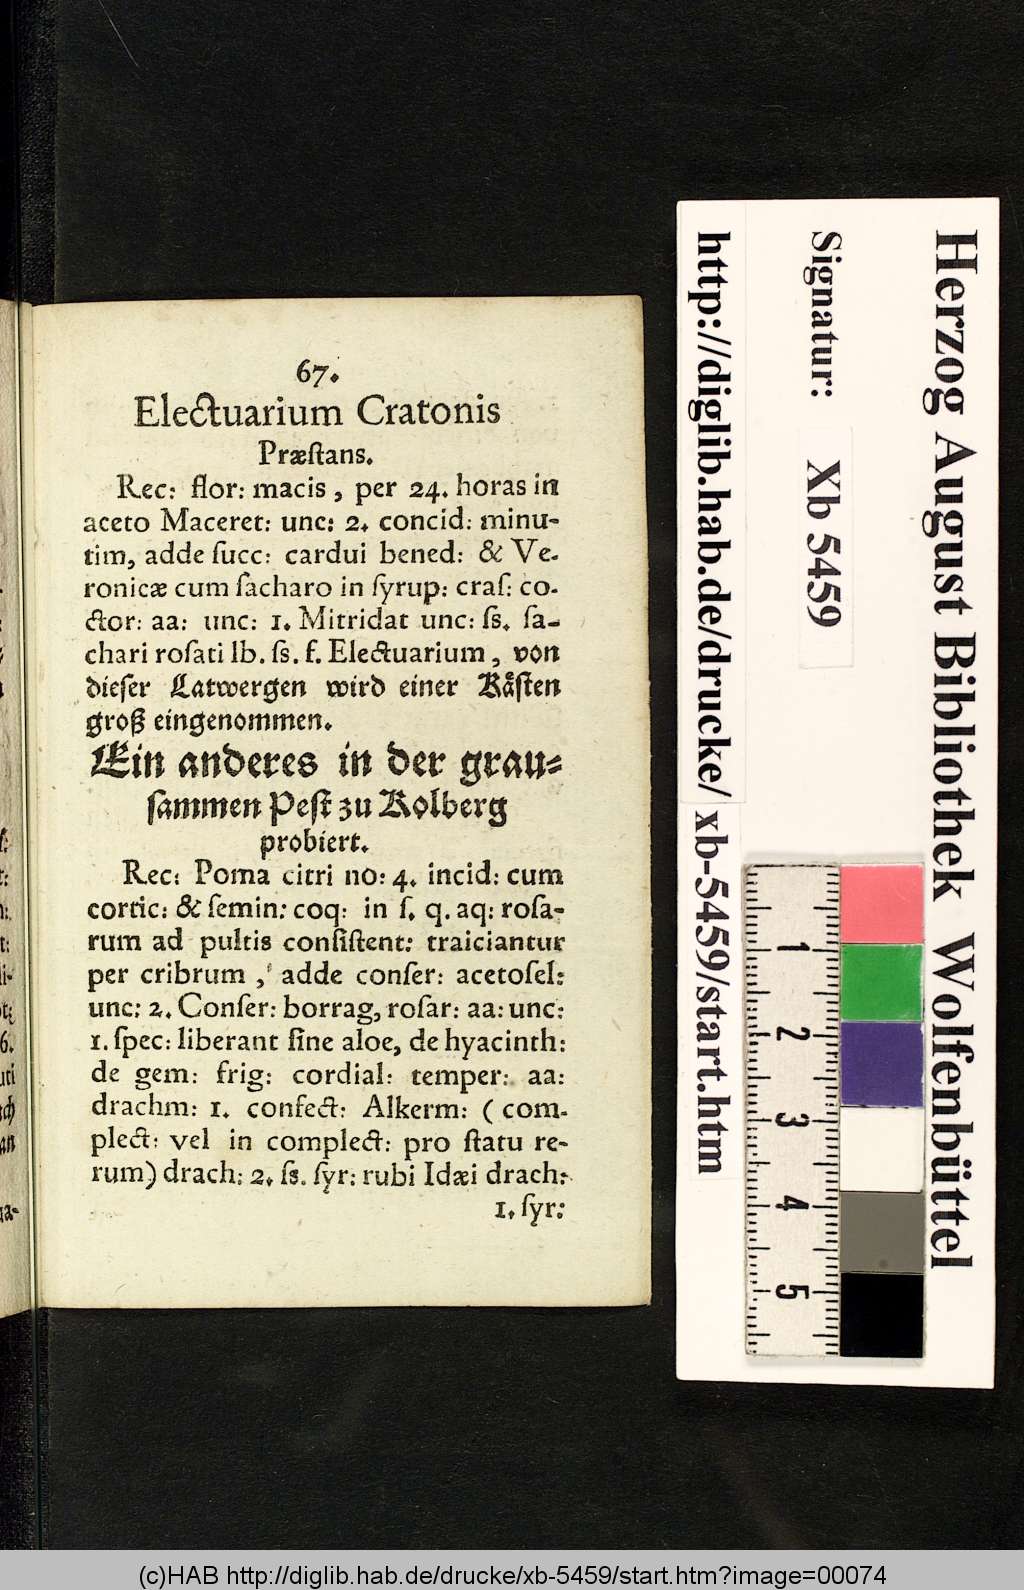 67.
Electuarium Cratonis
Præſtans.
Rec: flor: macis, per 24. horas in
aceto Maceret: unc: 2. concid: minu-
tim, adde ſucc: cardui bened: & Ve-
ronicæ cum ſacharo in ſyrup: craſ: co-
ctor: aa: unc: 1. Mitridat unc: ſs. ſa-
chari roſati lb. ſs. f. Electuarium, von
dieſer Latwergen wird einer Kåſten
groß eingenommen.
Ein anderes in der grau-
ſammen Peſt zu Kolberg
probiert.
Rec: Poma citri no: 4. incid: cum
cortic: & ſemin: coq: in ſ. q. aq: roſa-
rum ad pultis conſiſtent: traiciantur
per cribrum, adde conſer: acetoſel:
unc: 2. Conſer: borrag, roſar: aa: unc:
1. ſpec: liberant ſine aloe, de hyacinth:
de gem: frig: cordial: temper: aa:
drachm: 1. confect: Alkerm: (com-
plect: vel in complect: pro ſtatu re-
rum) drach: 2. ſs. ſyr: rubi Idæi drach:
1. ſyr:
Herzog August Bibliothek Wolfenbüttel
Signatur: Xb 5459
http://diglib.hab.de/drucke/xb-5459/start.htm
1
2
3
4
5
(c)HAB http://diglib.hab.de/drucke/xb-5459/start.htm?image=00074